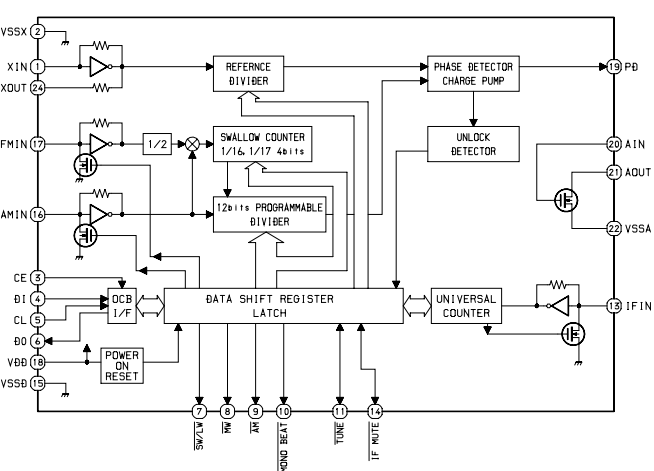 VSSX 2
XIN 1
XOUT 24
REFERNCE
DIVIDER
PHASE DETECTOR
CHARGE PUMP
19 PD
FMIN 17
1/2
SWALLOW COUNTER
1/16, 1/17 4bits
UNLOCK
DETECTOR
20 AIN
21 AOUT
AMIN 16
12bits PROGRAMMABLE
DIVIDER
22 VSSA
CE 3
DI 4
CL 5
DO 6
CCB
I/F
DATA SHIFT REGISTER
LATCH
UNIVERSAL
COUNTER
13 IFIN
VDD 18
VSSD 15
POWER
ON
RESET
7
8
9
10
11
14
SW/LW
MW
AM
MONO BEAT
TUNE
IF MUTE